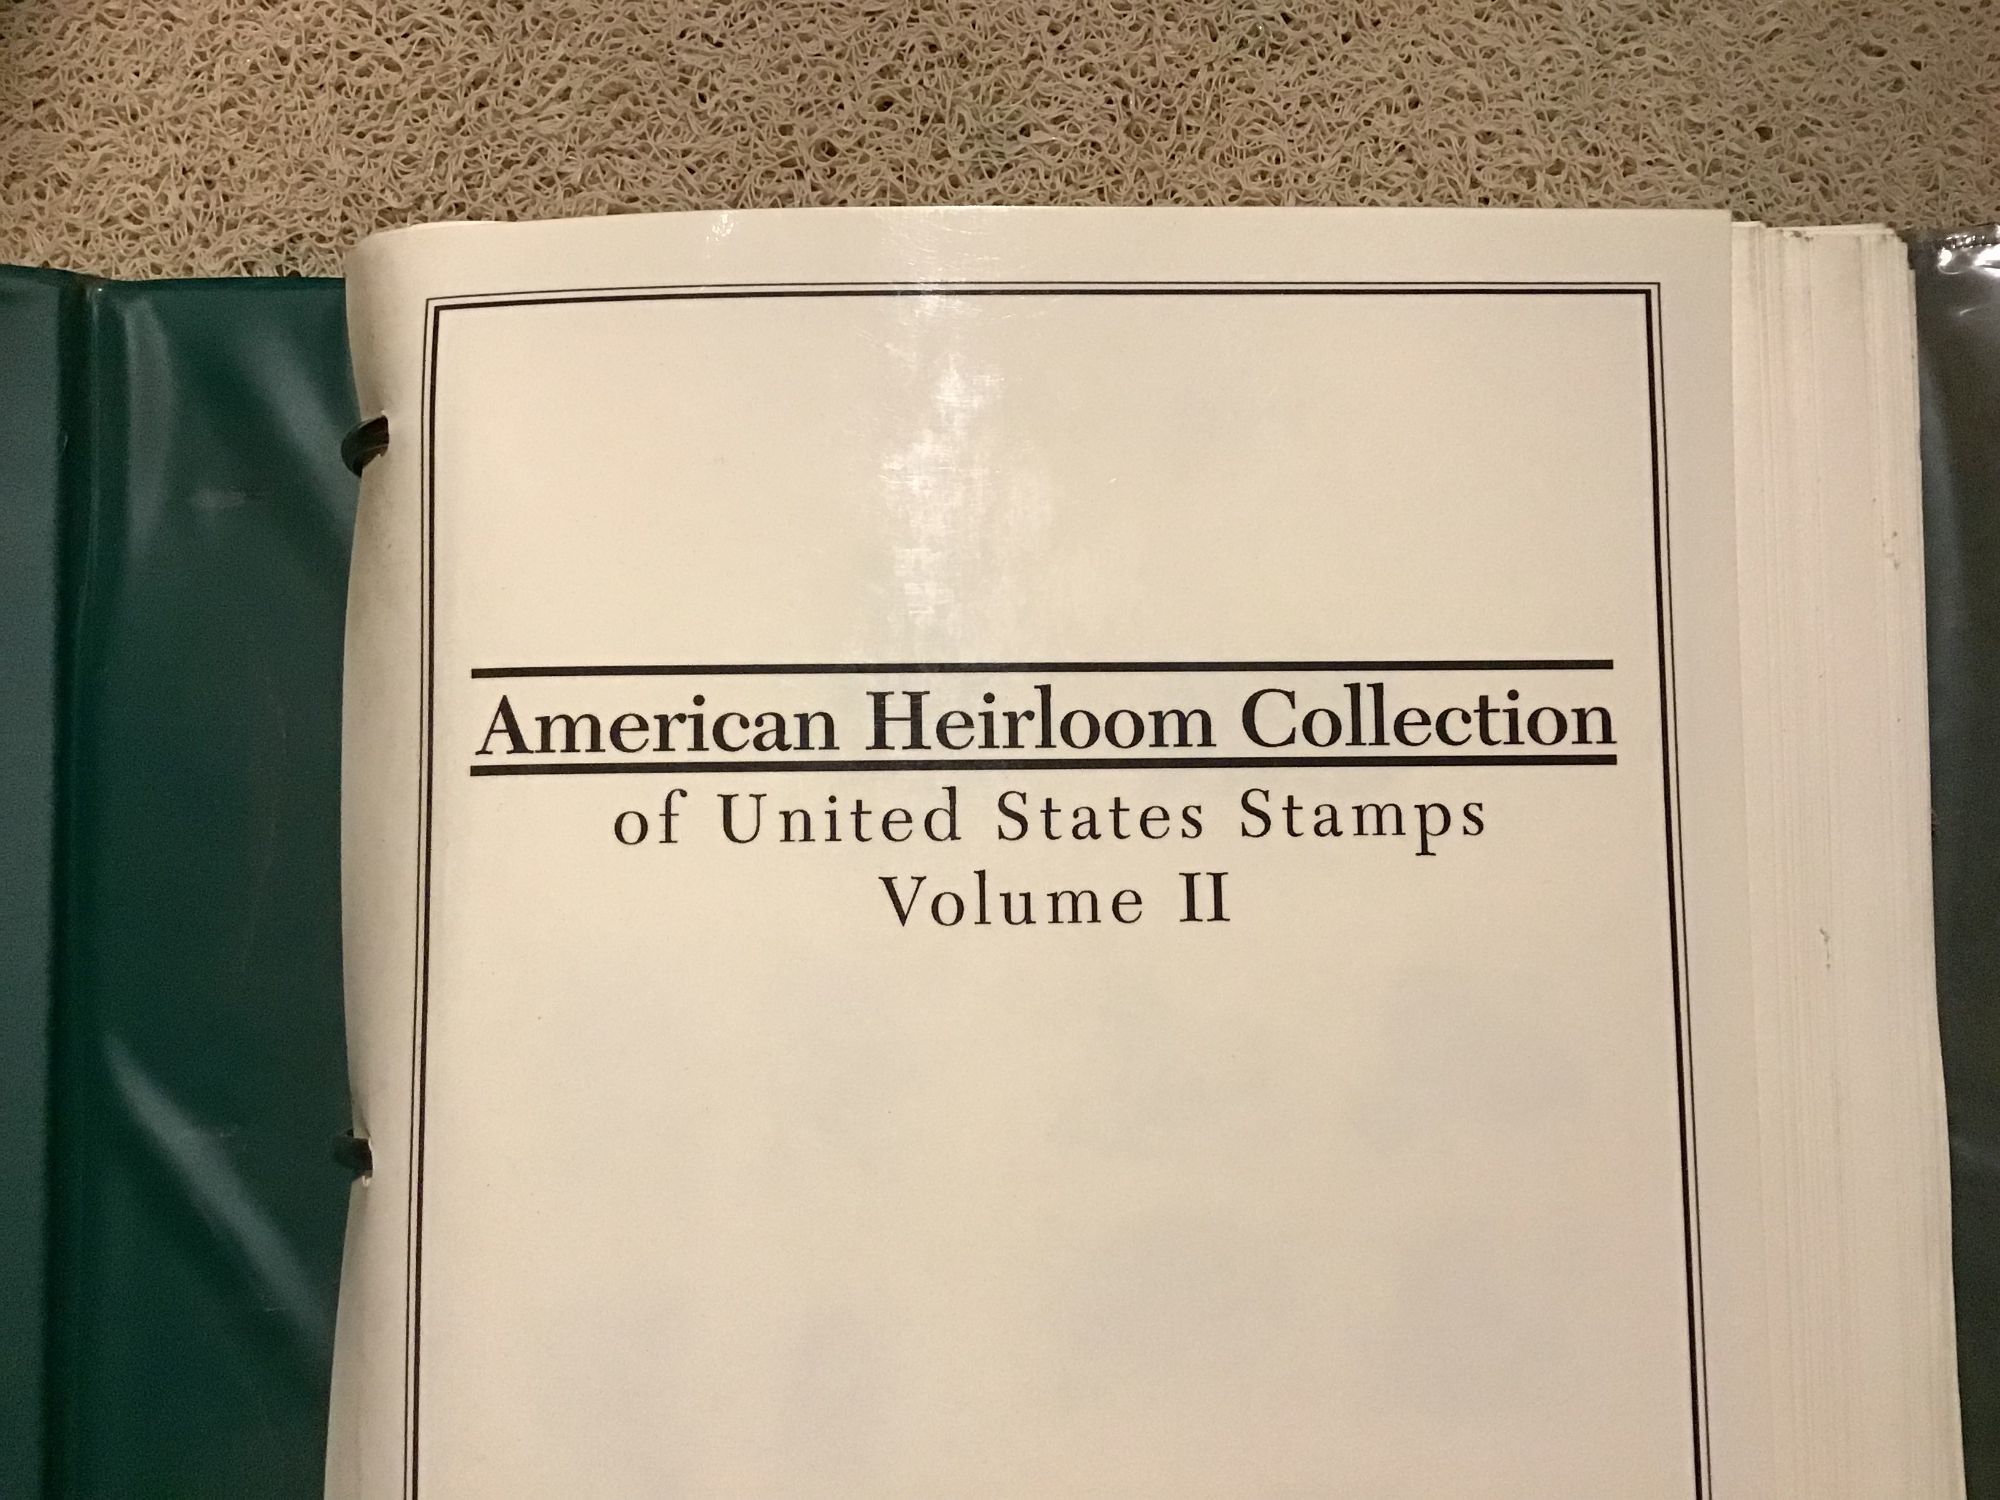 American Heirloom Collection
of United States Stamps
Volume II